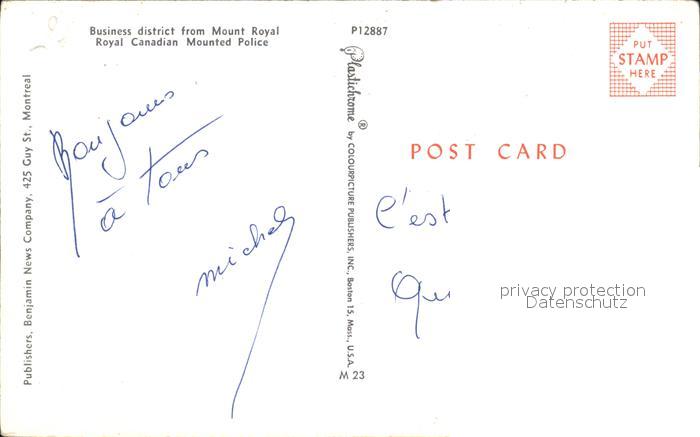 Business district from Mount Royal
Royal Canadian Mounted Police
P12887
PUT
STAMP
HERE
POST CARD
Publishers, Benjamin News Company, 425 Guy St., Montreal
Plastichrome ® by COLOURPICTURE PUBLISHERS, INC., Boston 15, Mass., U.S.A.
M 23
Bonjours
à tous
michel
C'est
Qu
privacy protection
Datenschutz